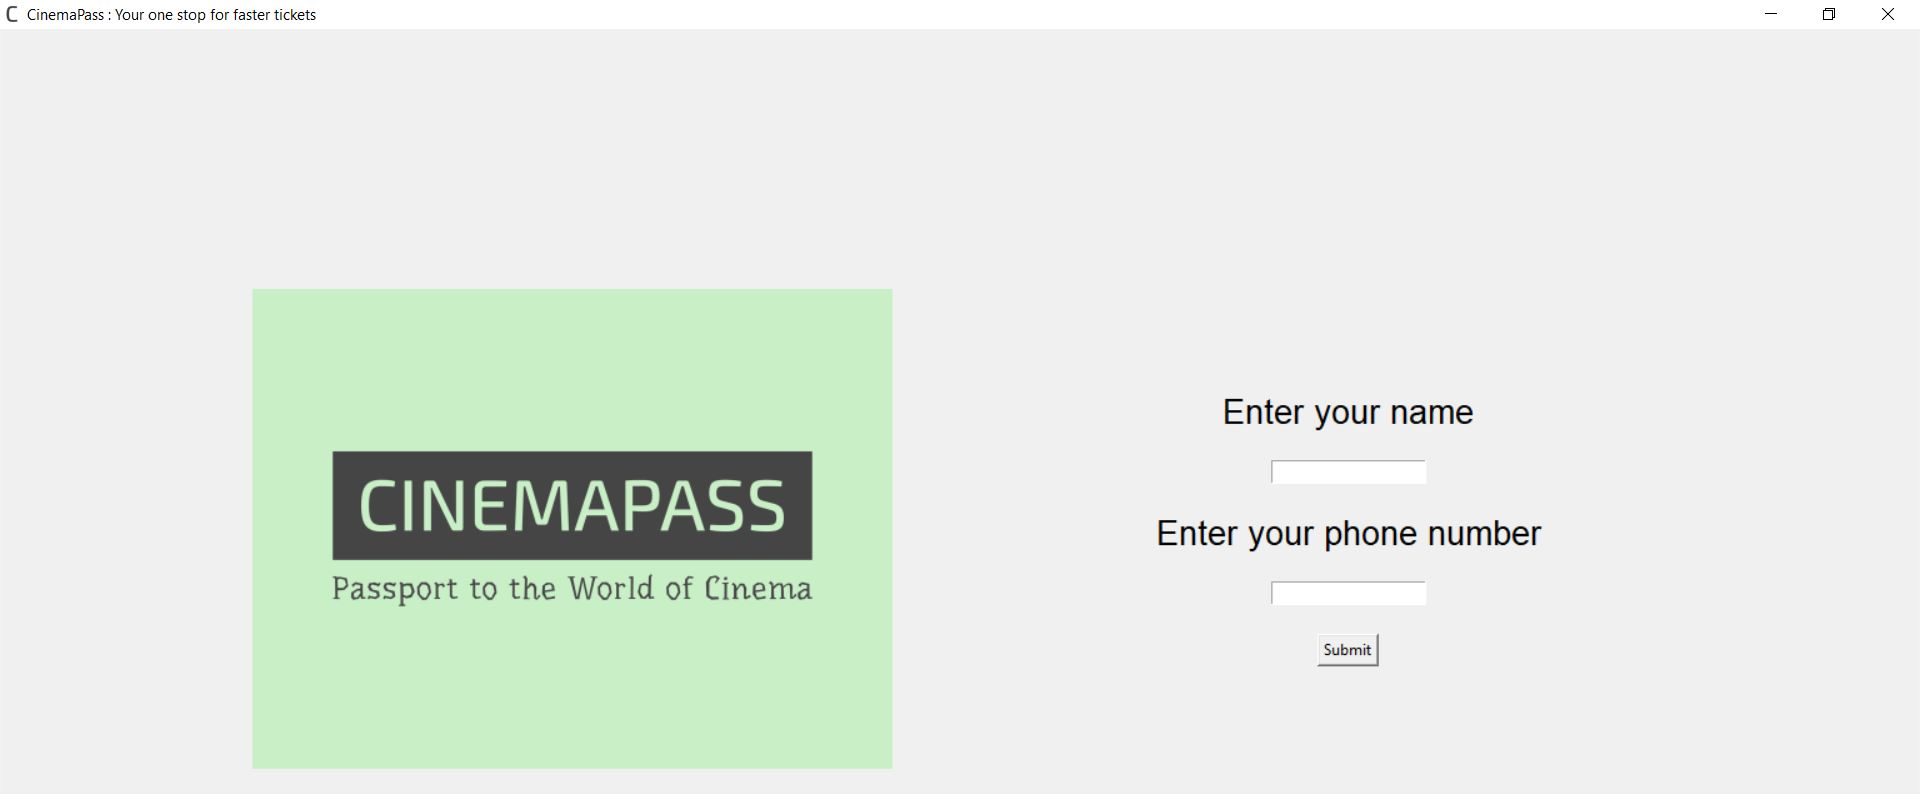 C CinemaPass : Your one stop for faster tickets
CINEMAPASS
Passport to the World of Cinema
Enter your name
Enter your phone number
Submit